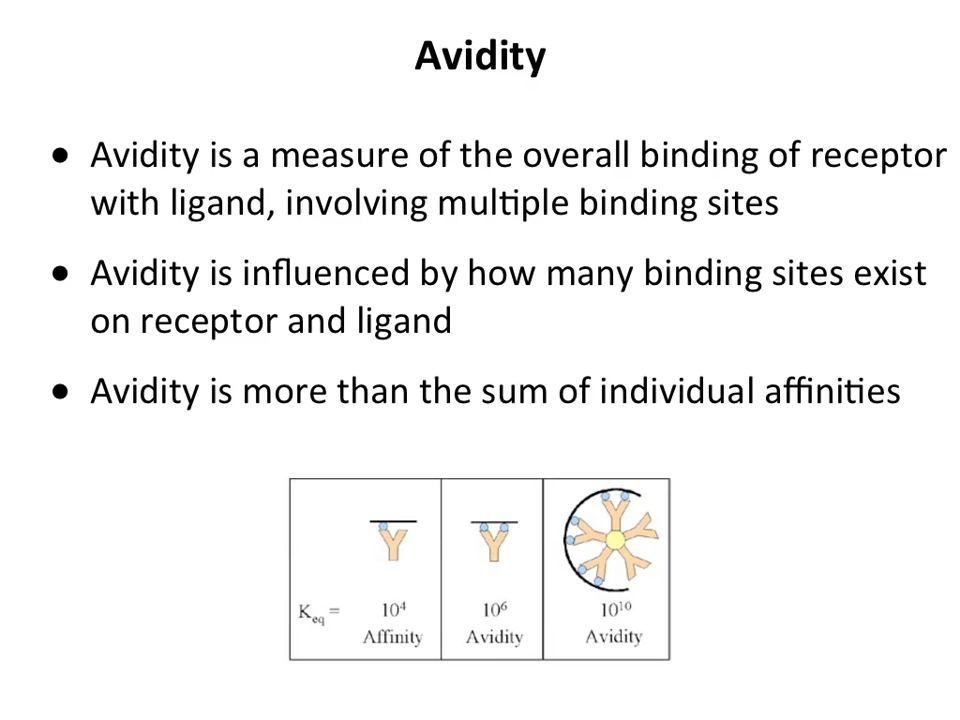 Avidity
• Avidity is a measure of the overall binding of receptor
with ligand, involving multiple binding sites
• Avidity is influenced by how many binding sites exist
on receptor and ligand
• Avidity is more than the sum of individual affinities
Keq = 10⁴ 10⁶ 10¹⁰
Affinity Avidity Avidity